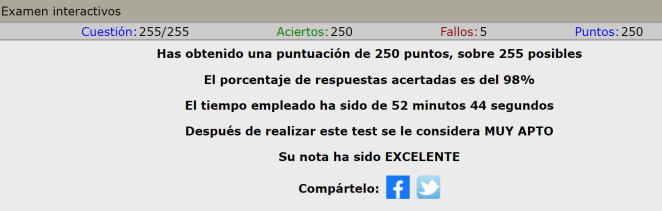 Examen interactivos
Cuestión: 255/255 Aciertos: 250 Fallos: 5 Puntos: 250
Has obtenido una puntuación de 250 puntos, sobre 255 posibles
El porcentaje de respuestas acertadas es del 98%
El tiempo empleado ha sido de 52 minutos 44 segundos
Después de realizar este test se le considera MUY APTO
Su nota ha sido EXCELENTE
Compártelo: